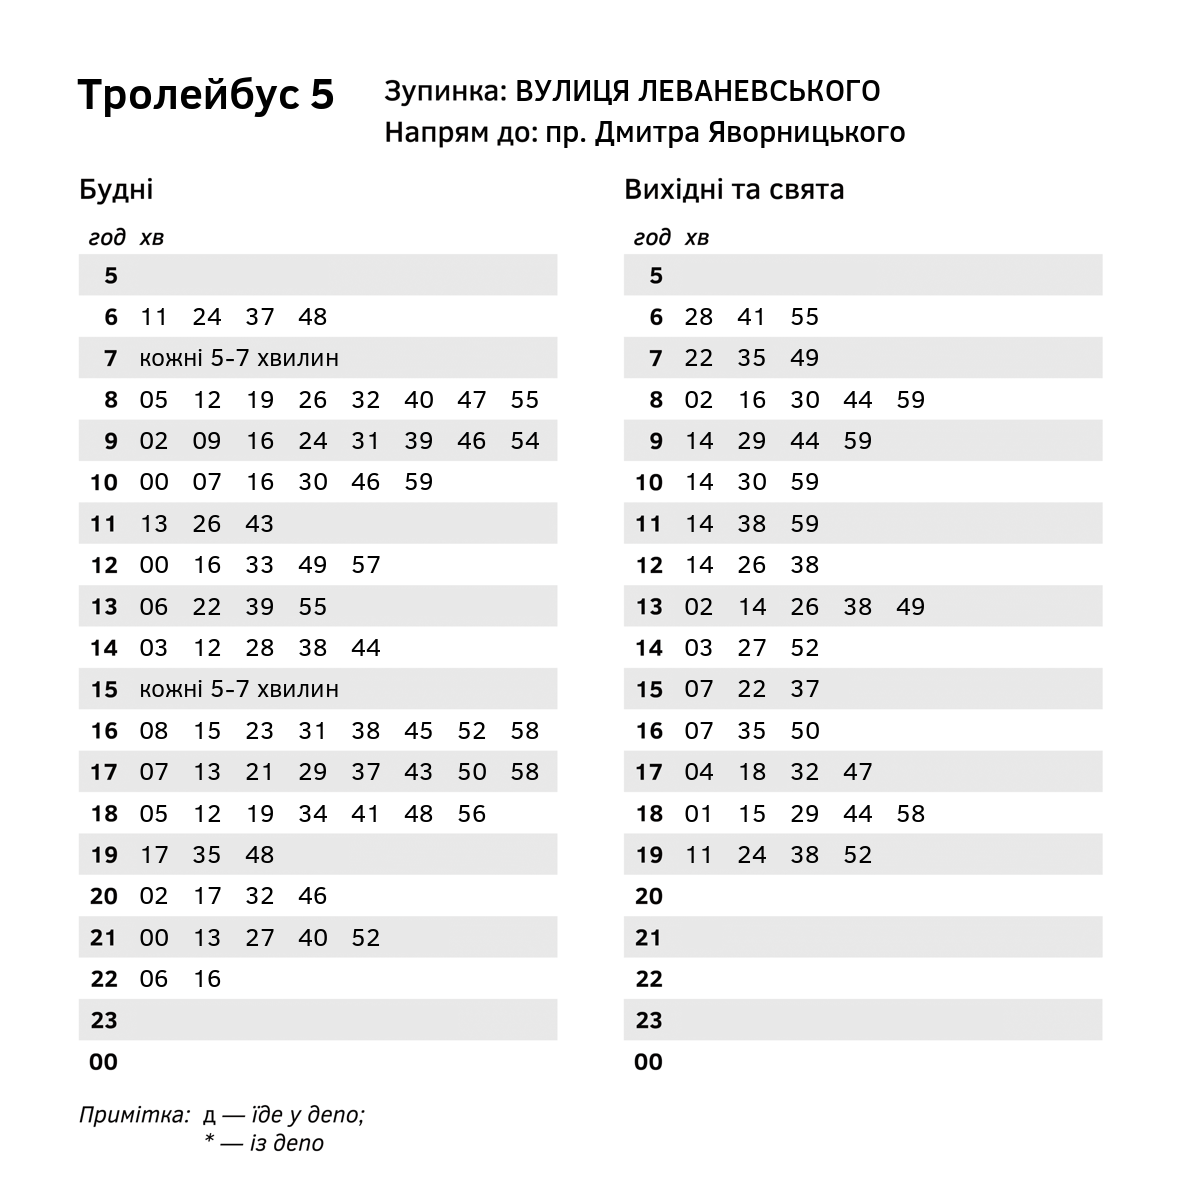 Тролейбус 5
Зупинка: ВУЛИЦЯ ЛЕВАНЕВСЬКОГО
Напрям до: пр. Дмитра Яворницького
Будні
год хв
5
6 11 24 37 48
7 кожні 5-7 хвилин
8 05 12 19 26 32 40 47 55
9 02 09 16 24 31 39 46 54
10 00 07 16 30 46 59
11 13 26 43
12 00 16 33 49 57
13 06 22 39 55
14 03 12 28 38 44
15 кожні 5-7 хвилин
16 08 15 23 31 38 45 52 58
17 07 13 21 29 37 43 50 58
18 05 12 19 34 41 48 56
19 17 35 48
20 02 17 32 46
21 00 13 27 40 52
22 06 16
23
00
Вихідні та свята
год хв
5
6 28 41 55
7 22 35 49
8 02 16 30 44 59
9 14 29 44 59
10 14 30 59
11 14 38 59
12 14 26 38
13 02 14 26 38 49
14 03 27 52
15 07 22 37
16 07 35 50
17 04 18 32 47
18 01 15 29 44 58
19 11 24 38 52
20
21
22
23
00
Примітка: д — їде у депо;
* — із депо